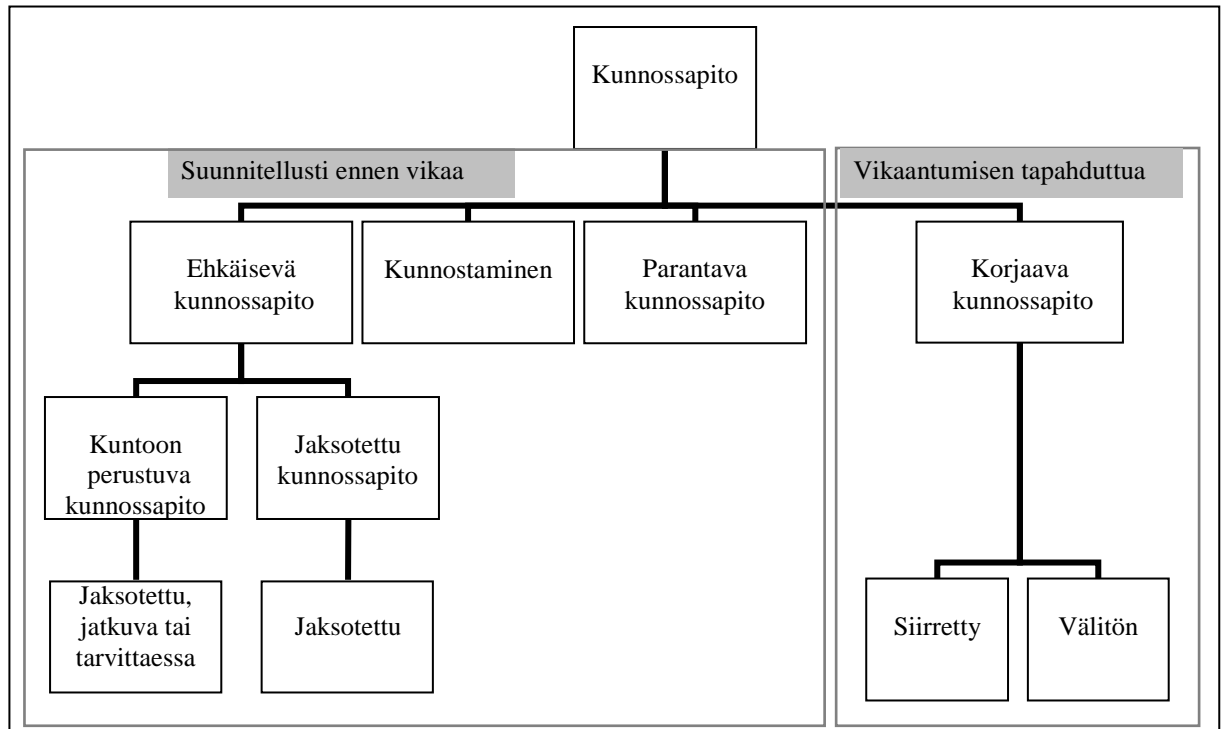 Kunnossapito
Suunnitellusti ennen vikaa
Vikaantumisen tapahduttua
Ehkäisevä
kunnossapito
Kunnostaminen
Parantava
kunnossapito
Korjaava
kunnossapito
Kuntoon
perustuva
kunnossapito
Jaksotettu
kunnossapito
Jaksotettu,
jatkuva tai
tarvittaessa
Jaksotettu
Siirretty
Välitön